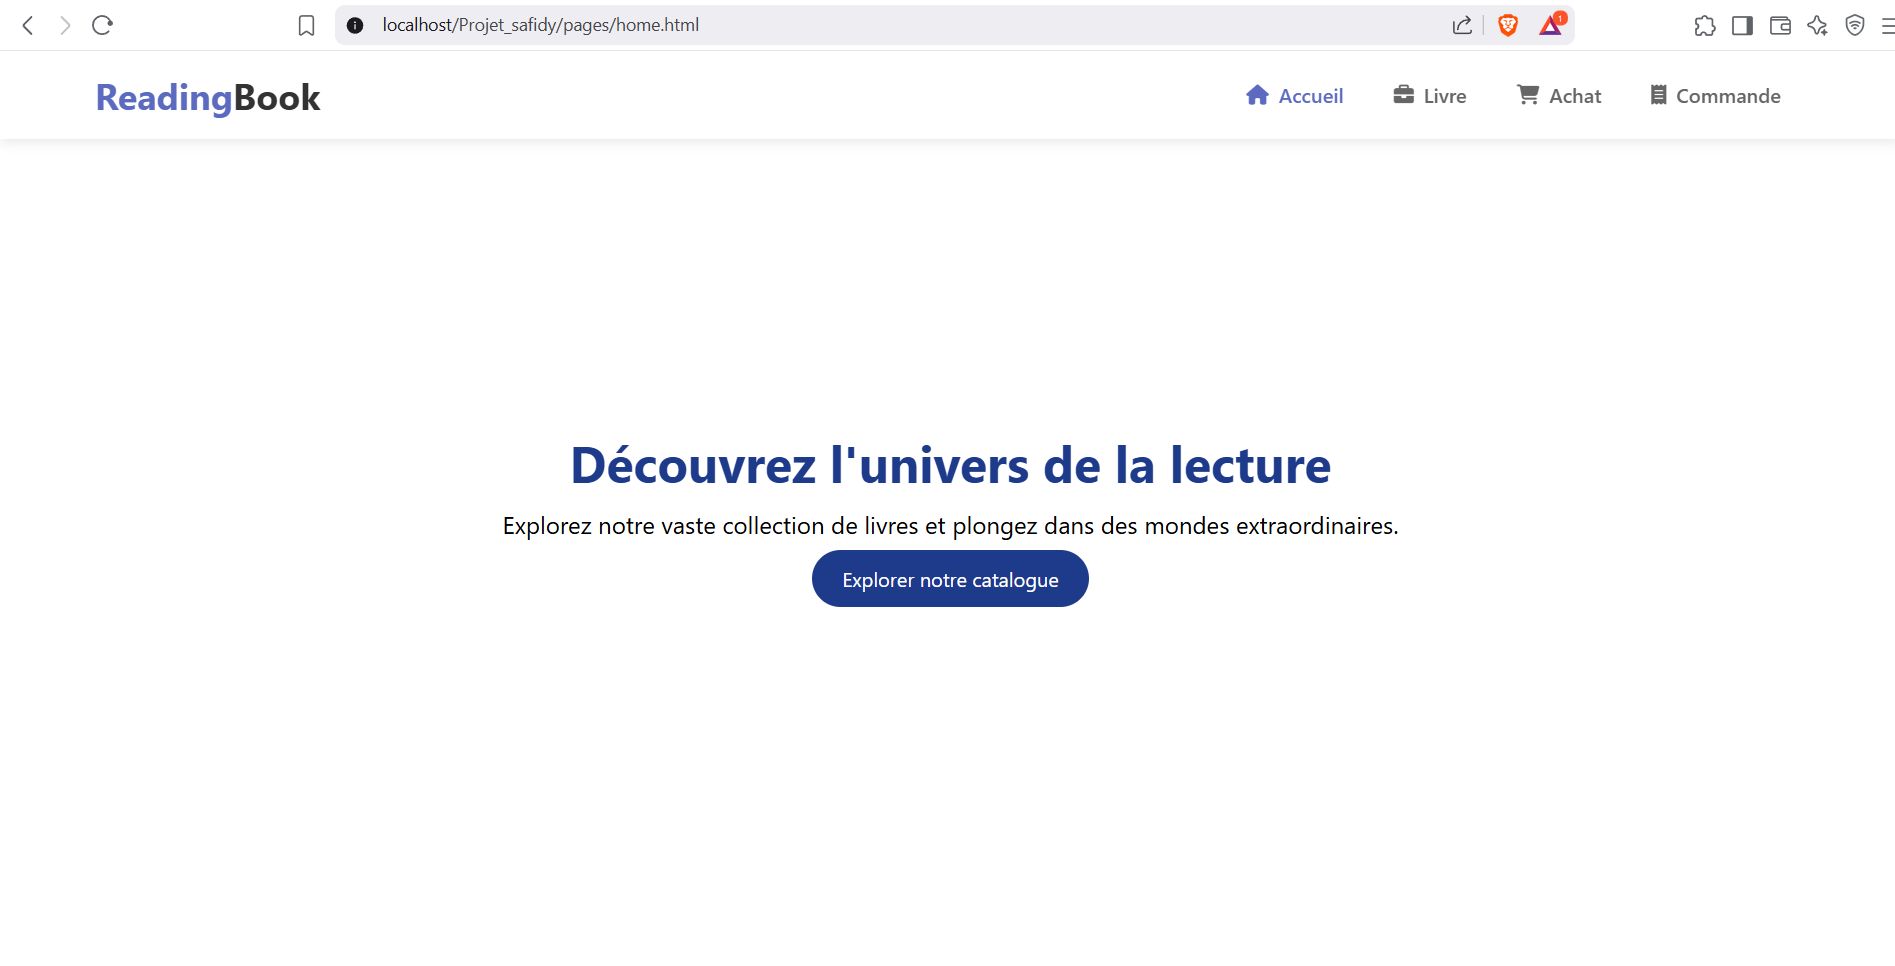 localhost/Projet_safidy/pages/home.html
1
ReadingBook
Accueil
Livre
Achat
Commande
Découvrez l'univers de la lecture
Explorez notre vaste collection de livres et plongez dans des mondes extraordinaires.
Explorer notre catalogue